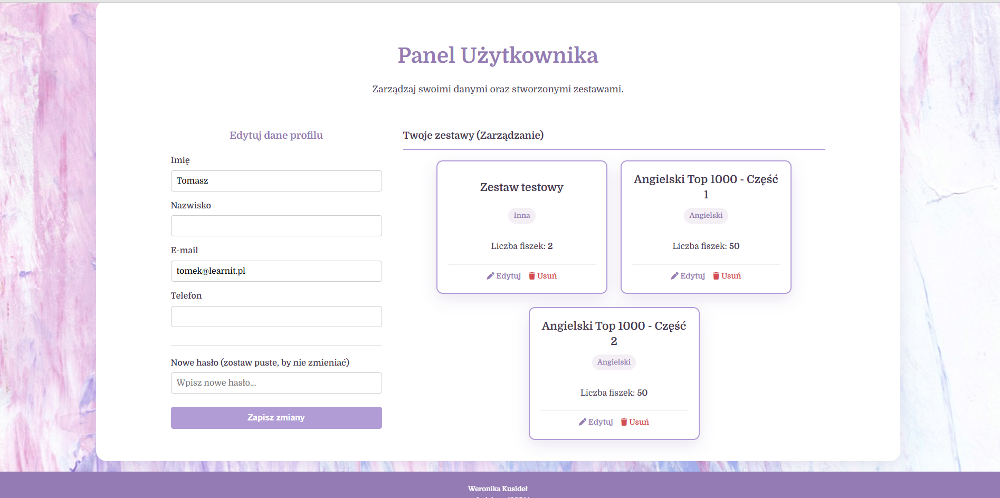 Panel Użytkownika
Zarządzaj swoimi danymi oraz stworzonymi zestawami.
Edytuj dane profilu
Imię
Tomasz
Nazwisko
E-mail
tomek@learnit.pl
Telefon
Nowe hasło (zostaw puste, by nie zmieniać)
Wpisz nowe hasło...
Zapisz zmiany
Twoje zestawy (Zarządzanie)
Zestaw testowy
Inna
Liczba fiszek: 2
Edytuj Usuń
Angielski Top 1000 - Część
1
Angielski
Liczba fiszek: 50
Edytuj Usuń
Angielski Top 1000 - Część
2
Angielski
Liczba fiszek: 50
Edytuj Usuń
Weronika Kusideł